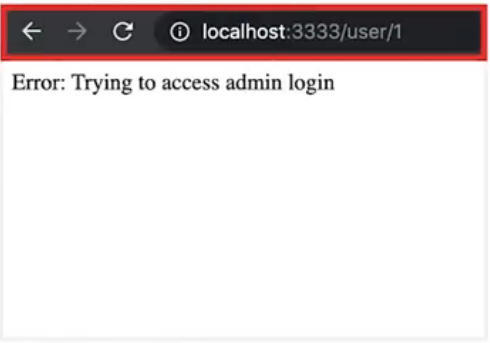 localhost:3333/user/1
Error: Trying to access admin login